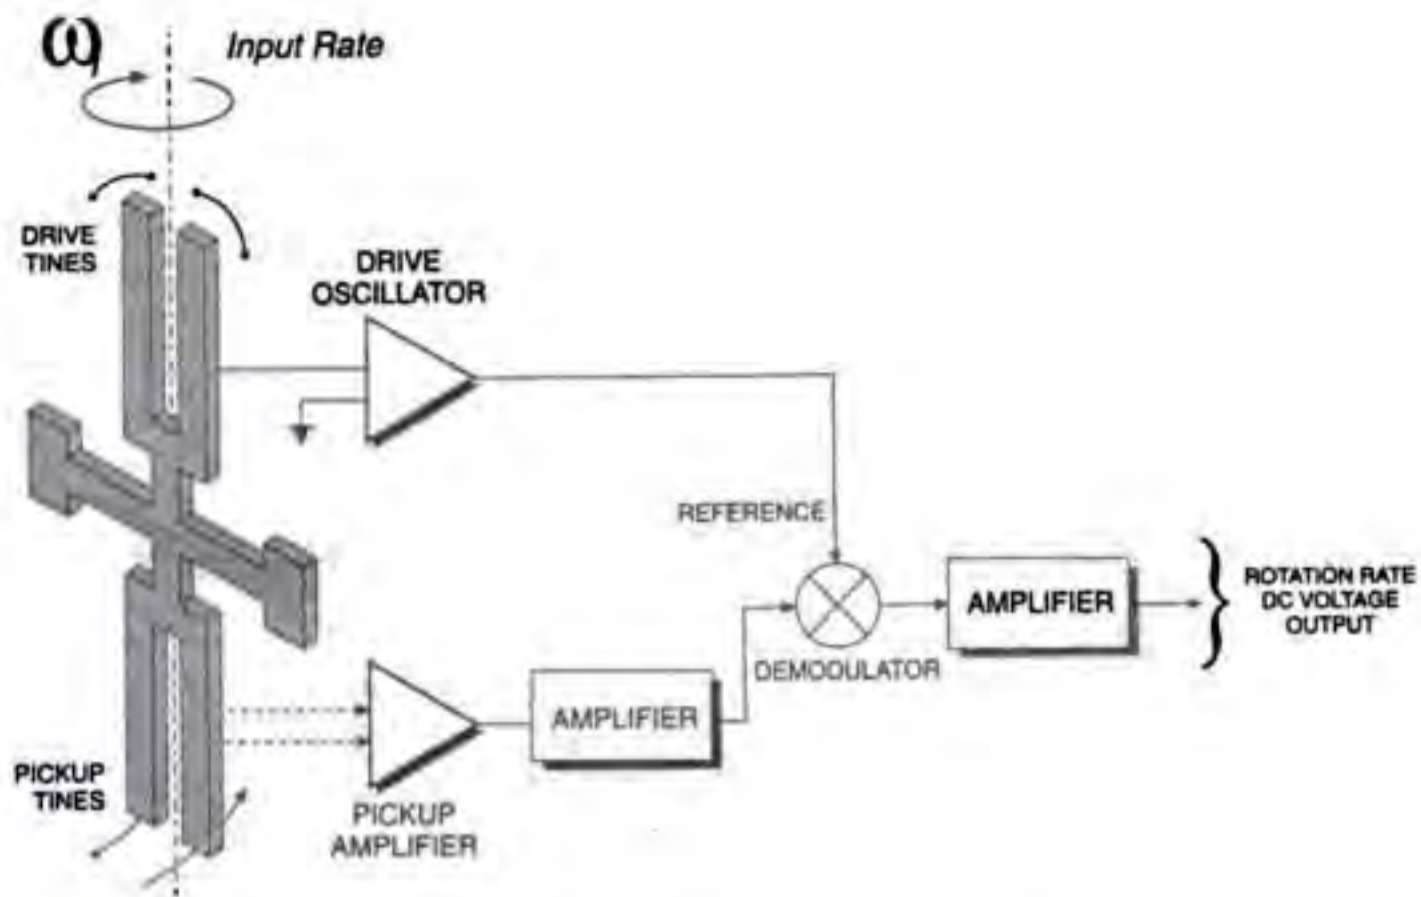 ωi Input Rate
DRIVE
TINES
DRIVE
OSCILLATOR
REFERENCE
AMPLIFIER
ROTATION RATE
DC VOLTAGE
OUTPUT
DEMODULATOR
AMPLIFIER
PICKUP
TINES
PICKUP
AMPLIFIER